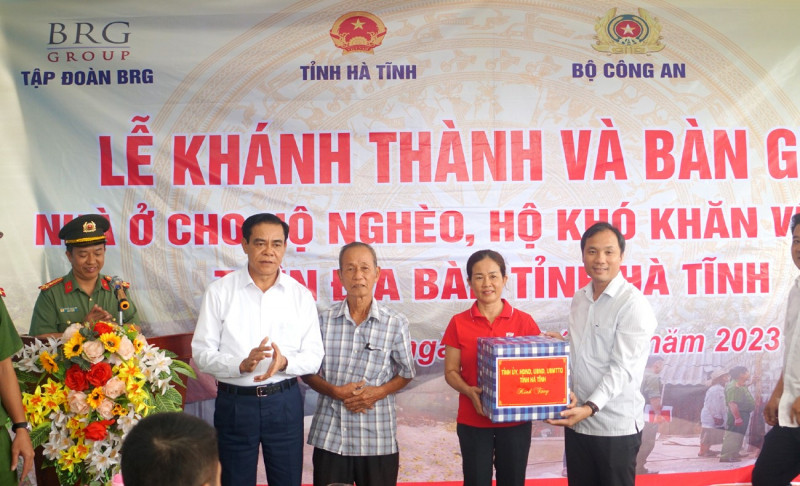 BRG
GROUP
TẬP ĐOÀN BRG
TỈNH HÀ TĨNH
BỘ CÔNG AN
LỄ KHÁNH THÀNH VÀ BÀN G
NHÀ Ở CHO HỘ NGHÈO, HỘ KHÓ KHĂN V
ĐỊA BÀN TỈNH HÀ TĨNH
năm 2023
TỈNH ỦY, HĐND, UBND, UBMTTQ
TỈNH HÀ TĨNH
Kính Tặng